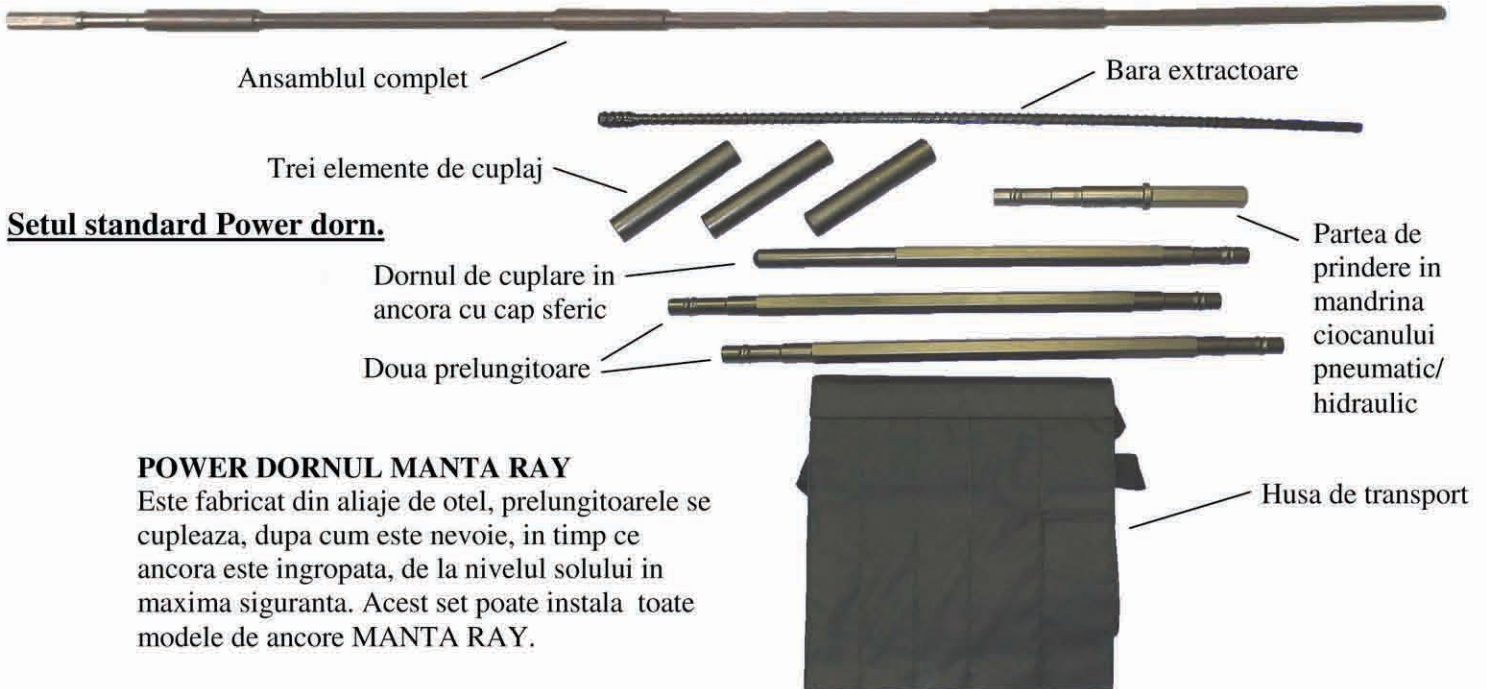 Ansamblul complet
Bara extractoare
Trei elemente de cuplaj
Setul standard Power dorn.
Partea de
prindere in
mandrina
ciocanului
pneumatic/
hidraulic
Dornul de cuplare in
ancora cu cap sferic
Doua prelungitoare
Husa de transport
POWER DORNUL MANTA RAY
Este fabricat din aliaje de otel, prelungitoarele se
cupleaza, dupa cum este nevoie, in timp ce
ancora este ingropata, de la nivelul solului in
maxima siguranta. Acest set poate instala toate
modele de ancore MANTA RAY.